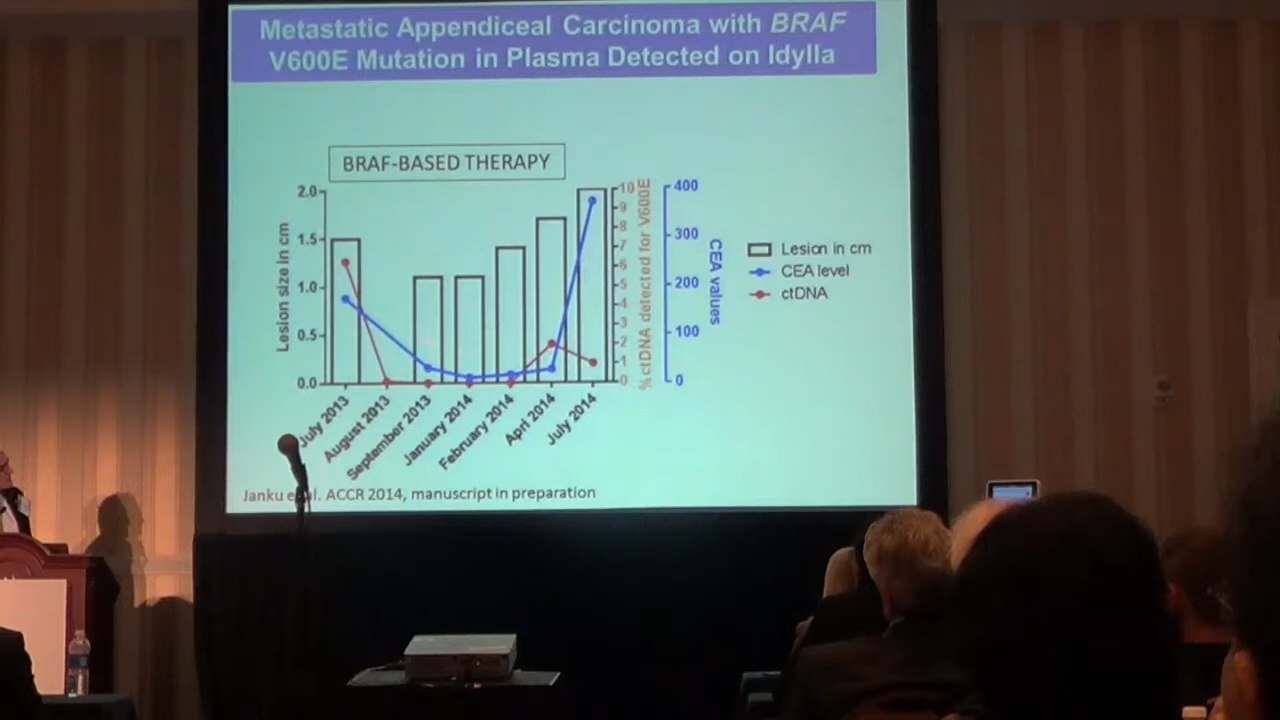 Metastatic Appendiceal Carcinoma with BRAF
V600E Mutation in Plasma Detected on Idylla
BRAF-BASED THERAPY
Lesion size in cm
2.0
1.5
1.0
0.5
0.0
July 2013
August 2013
September 2013
January 2014
February 2014
April 2014
July 2014
10
9
8
7
6
5
4
3
2
1
0
%ctDNA detected for V600E
400
300
200
100
0
CEA values
Lesion in cm
CEA level
ctDNA
Janku al. ACCR 2014, manuscript in preparation